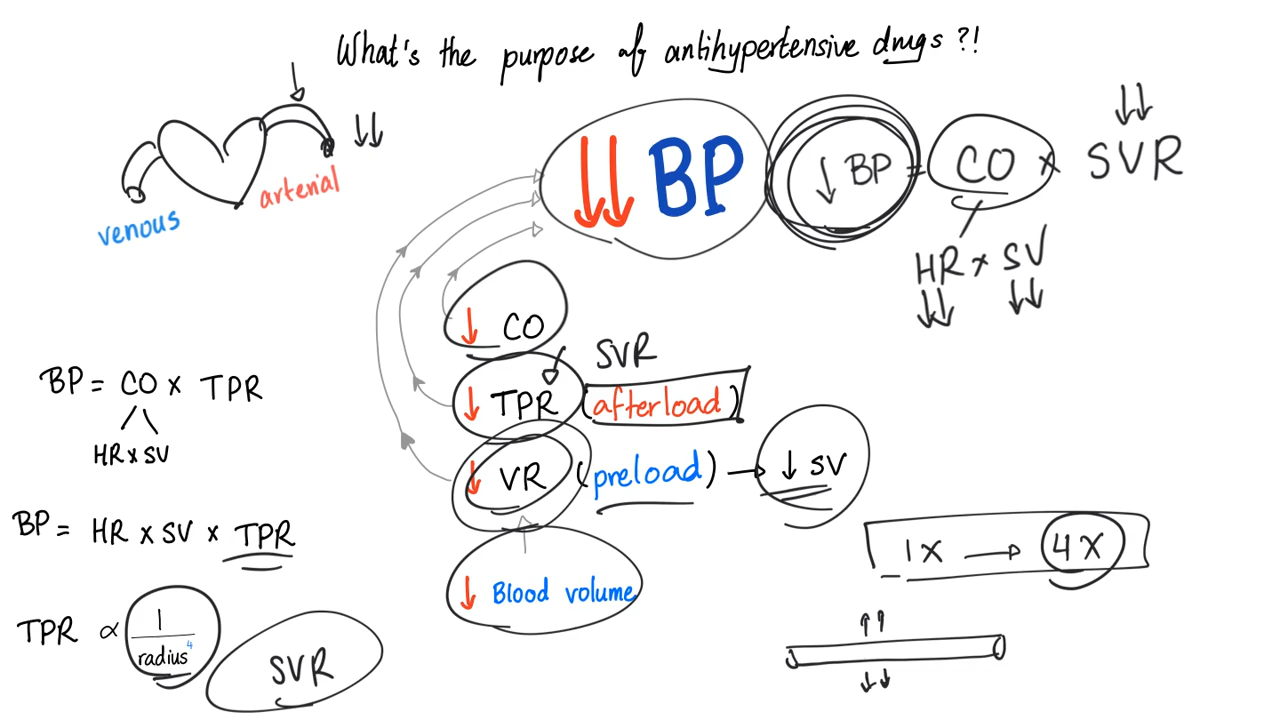 What's the purpose of antihypertensive drugs ?!
venous
arterial
↓↓
↓↓ BP
↓ BP = CO × SVR
↓↓
HR × SV
↓↓ ↓↓
↓ CO
↓ TPR (afterload)
SVR
↓ VR (preload) → ↓ SV
↓ Blood volume
BP = CO × TPR
HR × SV
BP = HR × SV × TPR
TPR ∝ 1 / radius⁴
SVR
1X → 4X
↑↑
↓↓